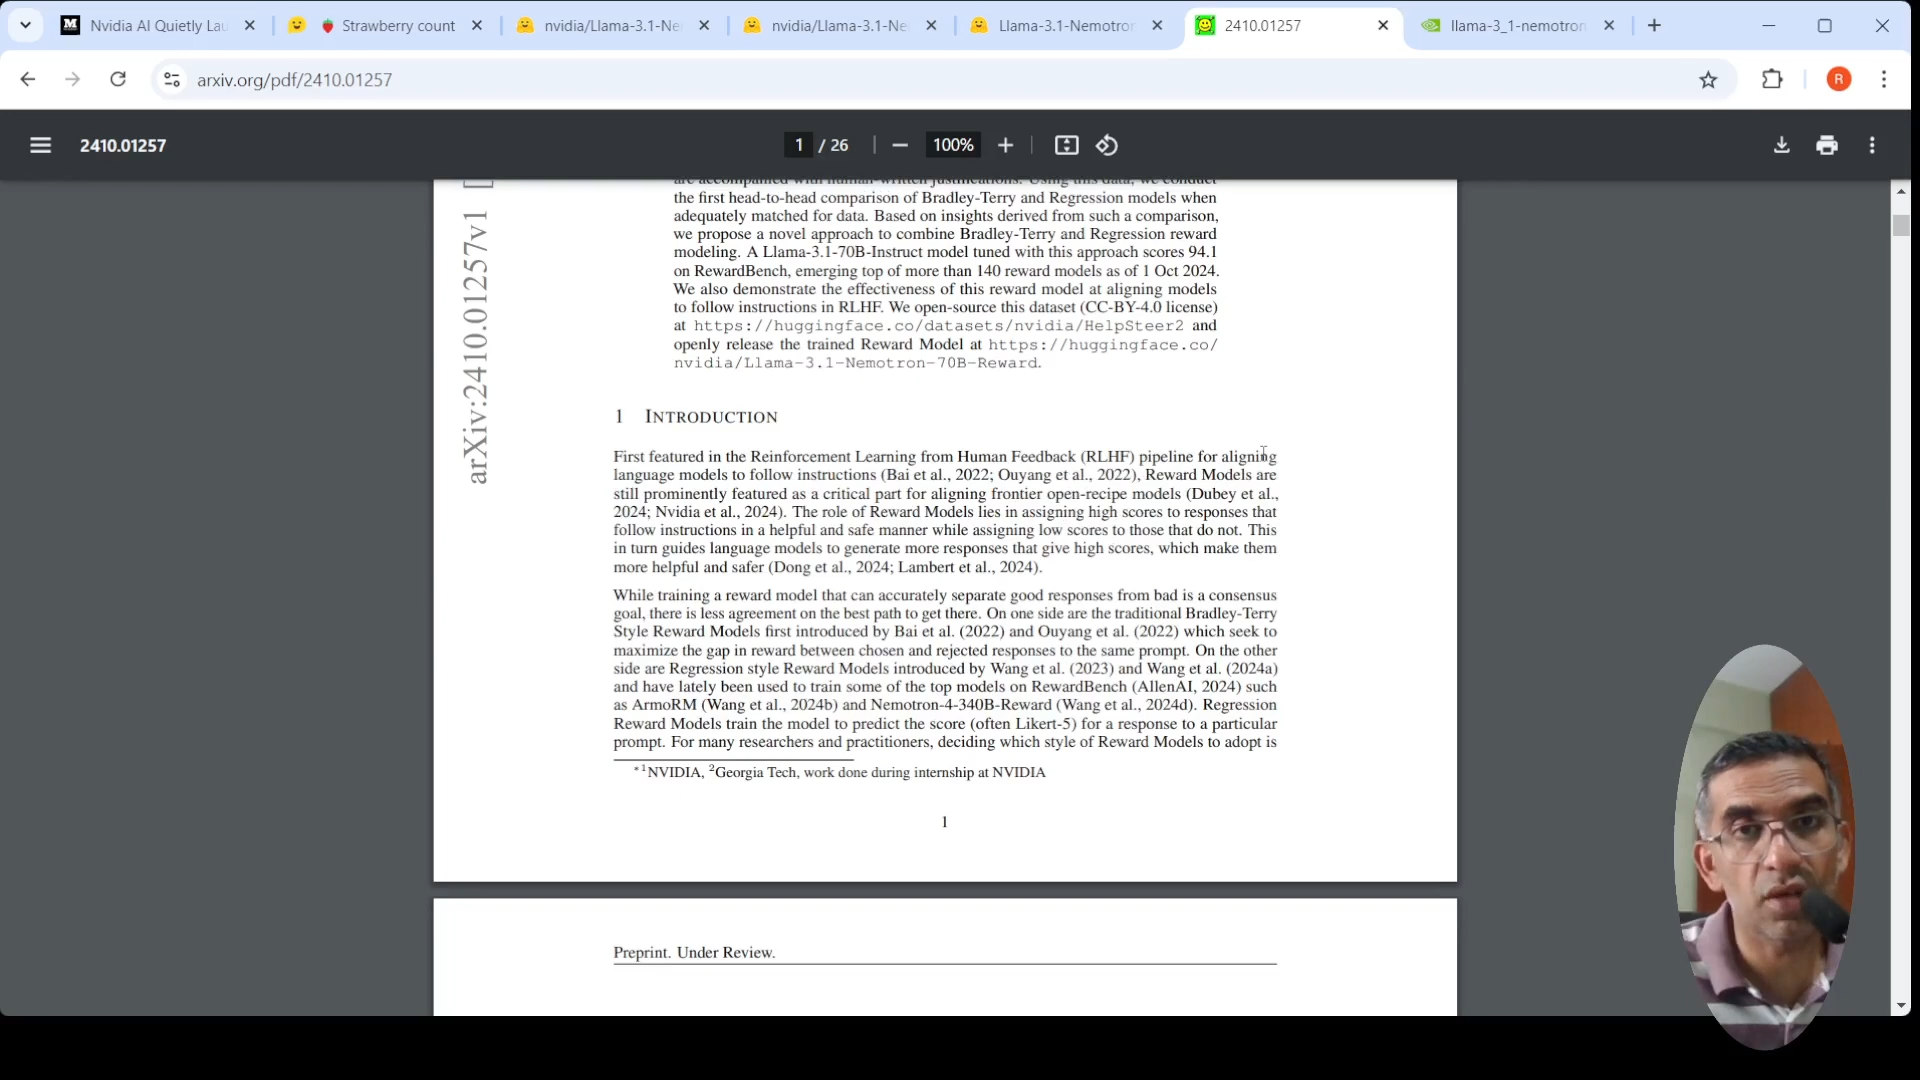 Nvidia AI Quietly Lau
Strawberry count
nvidia/Llama-3.1-Ne
nvidia/Llama-3.1-Ne
Llama-3.1-Nemotron
2410.01257
llama-3_1-nemotron
arxiv.org/pdf/2410.01257
R
2410.01257
1 / 26
100%
arXiv:2410.01257v1
are accompanied with human-written justifications. Using this data, we conduct
the first head-to-head comparison of Bradley-Terry and Regression models when
adequately matched for data. Based on insights derived from such a comparison,
we propose a novel approach to combine Bradley-Terry and Regression reward
modeling. A Llama-3.1-70B-Instruct model tuned with this approach scores 94.1
on RewardBench, emerging top of more than 140 reward models as of 1 Oct 2024.
We also demonstrate the effectiveness of this reward model at aligning models
to follow instructions in RLHF. We open-source this dataset (CC-BY-4.0 license)
at https://huggingface.co/datasets/nvidia/HelpSteer2 and
openly release the trained Reward Model at https://huggingface.co/
nvidia/Llama-3.1-Nemotron-70B-Reward.
1 INTRODUCTION
First featured in the Reinforcement Learning from Human Feedback (RLHF) pipeline for aligning
language models to follow instructions (Bai et al., 2022; Ouyang et al., 2022), Reward Models are
still prominently featured as a critical part for aligning frontier open-recipe models (Dubey et al.,
2024; Nvidia et al., 2024). The role of Reward Models lies in assigning high scores to responses that
follow instructions in a helpful and safe manner while assigning low scores to those that do not. This
in turn guides language models to generate more responses that give high scores, which make them
more helpful and safer (Dong et al., 2024; Lambert et al., 2024).
While training a reward model that can accurately separate good responses from bad is a consensus
goal, there is less agreement on the best path to get there. On one side are the traditional Bradley-Terry
Style Reward Models first introduced by Bai et al. (2022) and Ouyang et al. (2022) which seek to
maximize the gap in reward between chosen and rejected responses to the same prompt. On the other
side are Regression style Reward Models introduced by Wang et al. (2023) and Wang et al. (2024a)
and have lately been used to train some of the top models on RewardBench (AllenAI, 2024) such
as ArmoRM (Wang et al., 2024b) and Nemotron-4-340B-Reward (Wang et al., 2024d). Regression
Reward Models train the model to predict the score (often Likert-5) for a response to a particular
prompt. For many researchers and practitioners, deciding which style of Reward Models to adopt is
*1NVIDIA, 2Georgia Tech, work done during internship at NVIDIA
1
Preprint. Under Review.